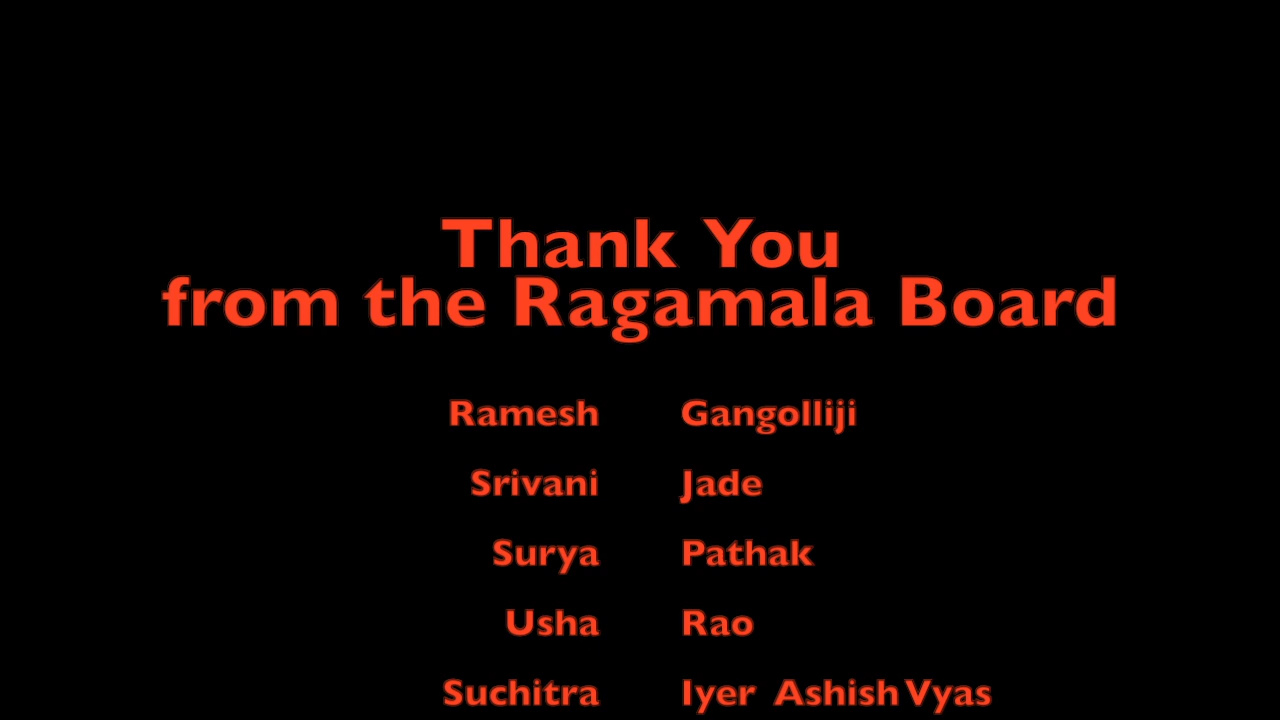 Thank You
from the Ragamala Board
Ramesh Gangolliji
Srivani Jade
Surya Pathak
Usha Rao
Suchitra Iyer Ashish Vyas